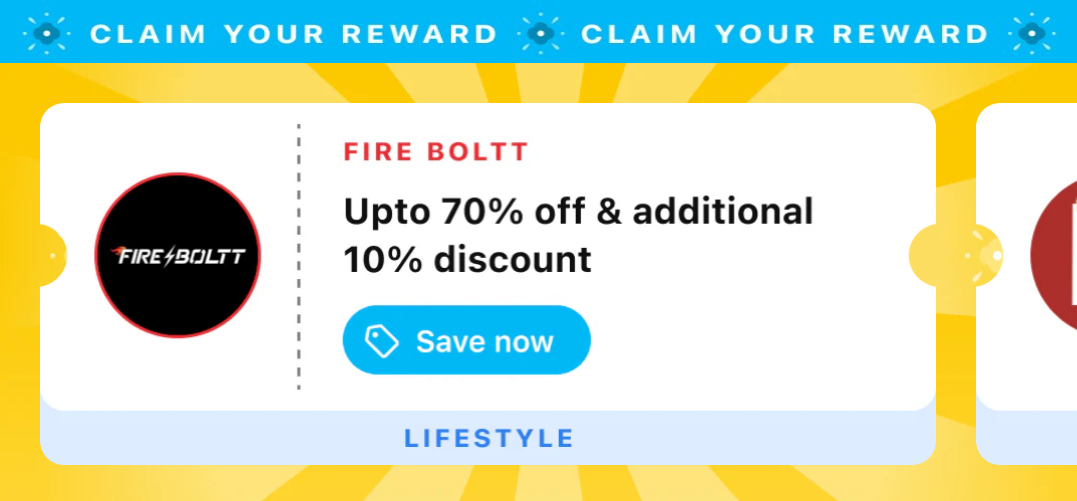 CLAIM YOUR REWARD CLAIM YOUR REWARD
FIRE BOLTT
FIRE BOLTT
Upto 70% off & additional
10% discount
Save now
LIFESTYLE